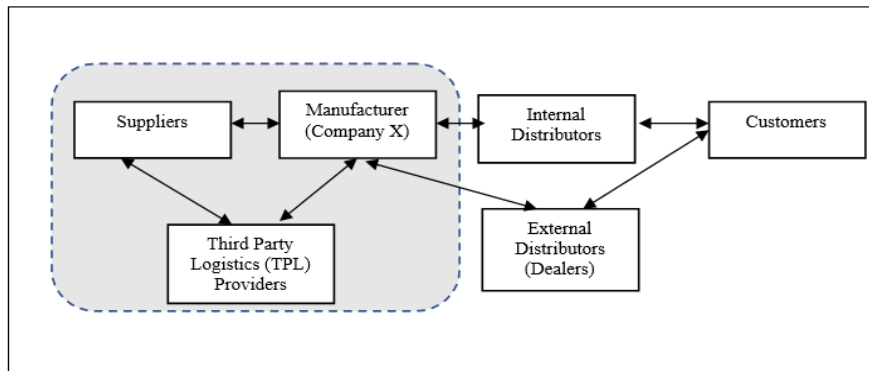 Suppliers
Manufacturer
(Company X)
Internal
Distributors
Customers
Third Party
Logistics (TPL)
Providers
External
Distributors
(Dealers)